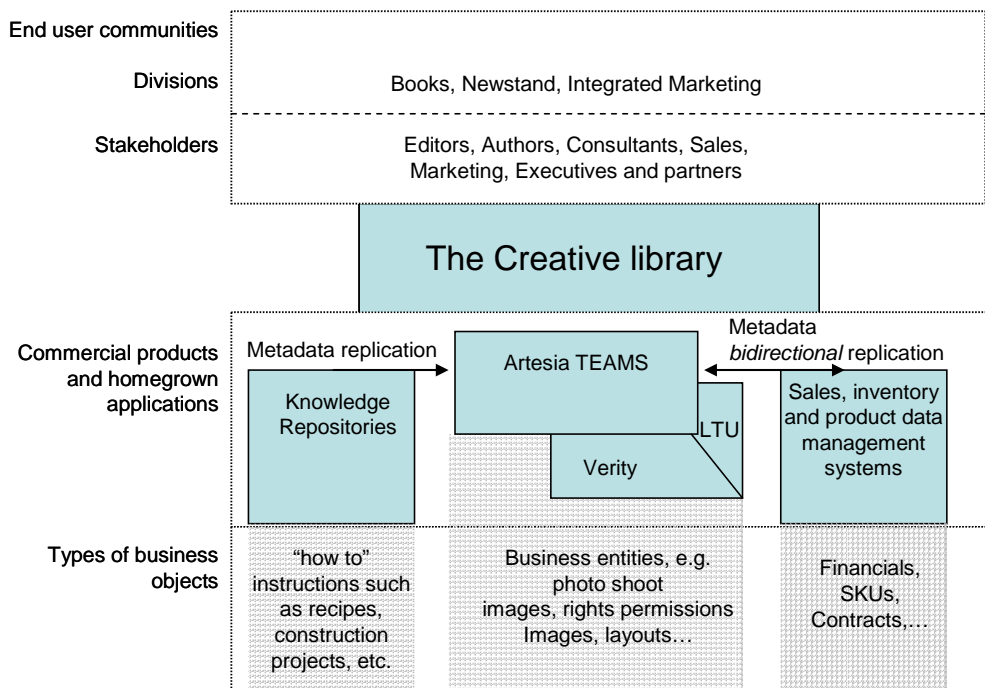 End user communities
Divisions
Books, Newstand, Integrated Marketing
Stakeholders
Editors, Authors, Consultants, Sales,
Marketing, Executives and partners
The Creative library
Commercial products
and homegrown
applications
Metadata replication
Artesia TEAMS
Metadata
bidirectional replication
Knowledge
Repositories
LTU
Verity
Sales, inventory
and product data
management
systems
Types of business
objects
“how to”
instructions such
as recipes,
construction
projects, etc.
Business entities, e.g.
photo shoot
images, rights permissions
Images, layouts…
Financials,
SKUs,
Contracts,…